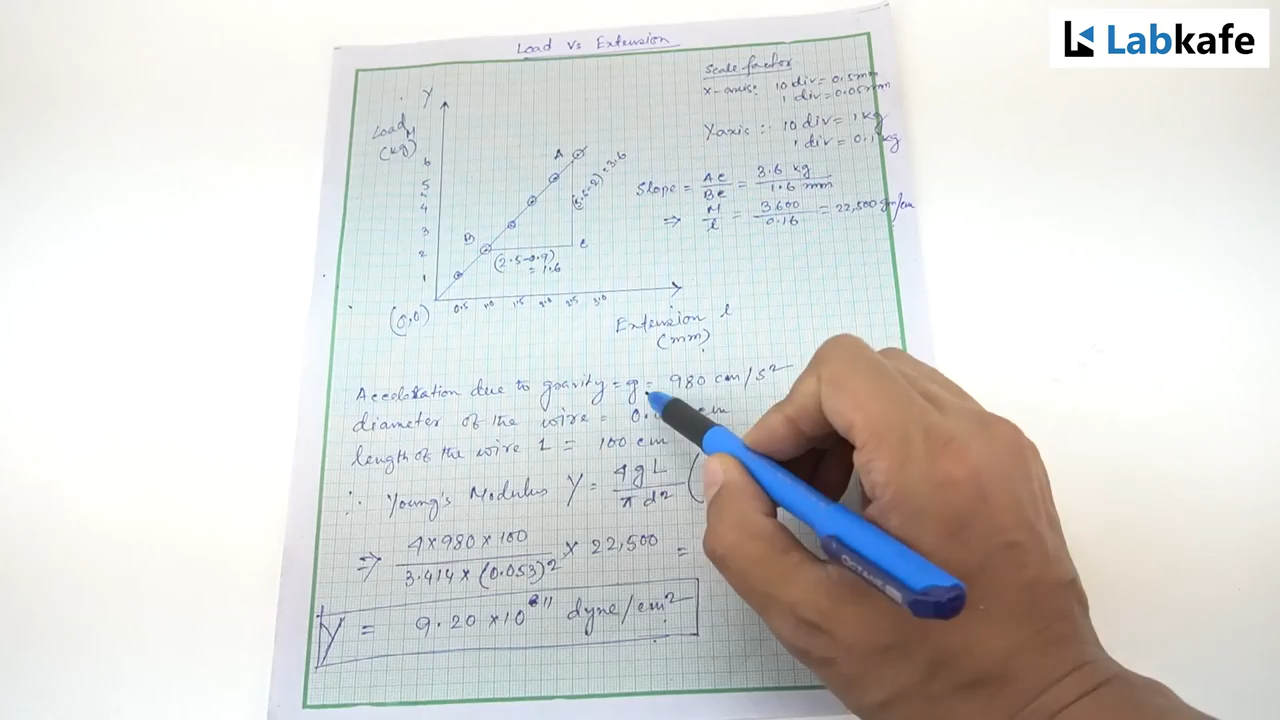 Labkafe
Load Vs Extension
Scale factor
x-axis: 10 div = 0.5mm
1 div = 0.05mm
Y axis :- 10 div = 1 kg
1 div = 0.1 kg
Y
Load M
(kg)
6
5
4
3
2
1
A
B
C
(5.5-2) = 3.6
(2.5-0.9)
= 1.6
(0,0)
0.5 1.0 1.5 2.0 2.5 3.0
Extension l
(mm)
Slope = AC/BC = 3.6 kg/1.6 mm
⇒ M/l = 3600/0.16 = 22,500 gm/cm
Acceleration due to gravity = g = 980 cm/s²
diameter of the wire = cm
length of the wire L = 100 cm
∴ Young's Modulus Y = 4gL/πd² (
⇒ 4×980×100/3.414×(0.053)² × 22,500 =
Y = 9.20 ×10¹¹ dyne/cm²
OCTANE